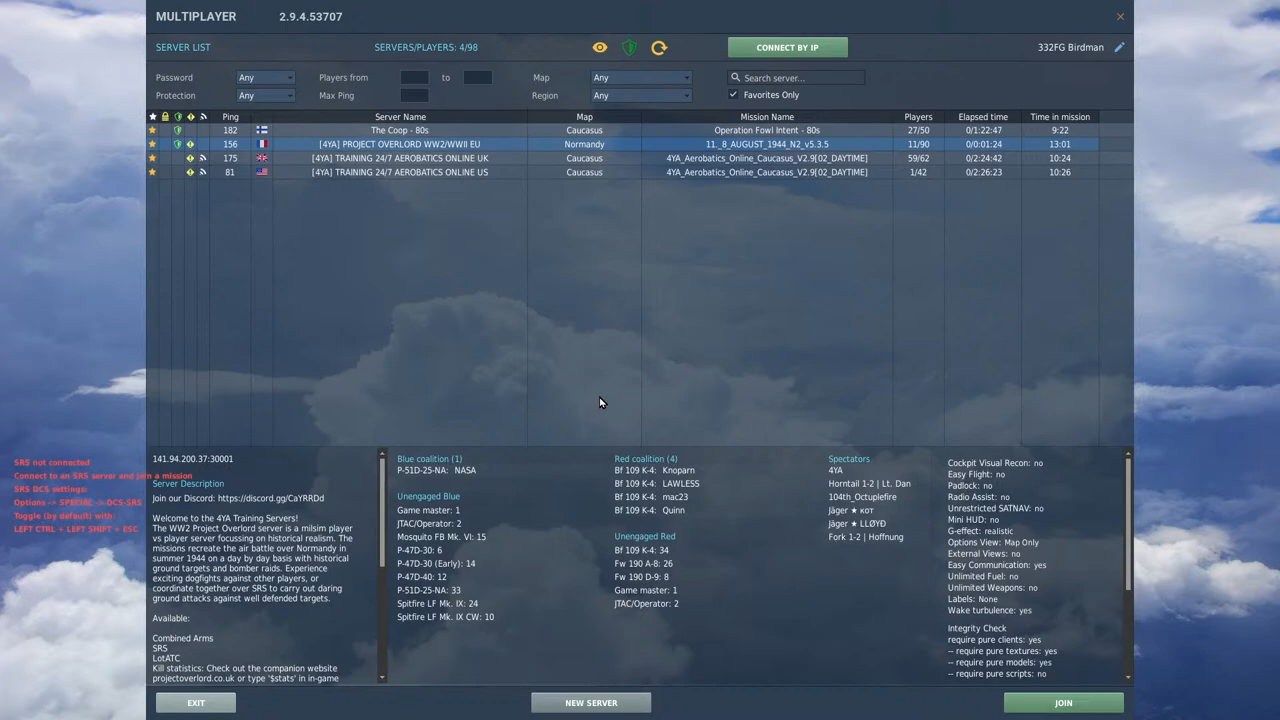 MULTIPLAYER 2.9.4.53707
SERVER LIST SERVERS/PLAYERS: 4/98 CONNECT BY IP 332FG Birdman
Password Any Players from to Map Any Search server...
Protection Any Max Ping Region Any Favorites Only
Ping Server Name Map Mission Name Players Elapsed time Time in mission
182 The Coop - 80s Caucasus Operation Fowl Intent - 80s 27/50 0/1:22:47 9:22
156 [4YA] PROJECT OVERLORD WW2/WWII EU Normandy 11._8_AUGUST_1944_N2_v5.3.5 11/90 0/0:01:24 13:01
175 [4YA] TRAINING 24/7 AEROBATICS ONLINE UK Caucasus 4YA_Aerobatics_Online_Caucasus_V2.9[02_DAYTIME] 59/62 0/2:24:42 10:24
81 [4YA] TRAINING 24/7 AEROBATICS ONLINE US Caucasus 4YA_Aerobatics_Online_Caucasus_V2.9[02_DAYTIME] 1/42 0/2:26:23 10:26
SRS not connected
Connect to an SRS server and join a mission
SRS DCS settings:
Options -> SPECIAL -> DCS-SRS
Toggle (by default) with:
LEFT CTRL + LEFT SHIFT + ESC
141.94.200.37:30001
Server Description
Join our Discord: https://discord.gg/CaYRRDd
Welcome to the 4YA Training Servers!
The WW2 Project Overlord server is a milsim player
vs player server focussing on historical realism. The
missions recreate the air battle over Normandy in
summer 1944 on a day by day basis with historical
ground targets and bomber raids. Experience
exciting dogfights against other players, or
coordinate together over SRS to carry out daring
ground attacks against well defended targets.
Available:
Combined Arms
SRS
LotATC
Kill statistics: Check out the companion website
projectoverlord.co.uk or type '$stats' in in-game
Blue coalition (1)
P-51D-25-NA: NASA
Unengaged Blue
Game master: 1
JTAC/Operator: 2
Mosquito FB Mk. VI: 15
P-47D-30: 6
P-47D-30 (Early): 14
P-47D-40: 12
P-51D-25-NA: 33
Spitfire LF Mk. IX: 24
Spitfire LF Mk. IX CW: 10
Red coalition (4)
Bf 109 K-4: Knoparn
Bf 109 K-4: LAWLESS
Bf 109 K-4: mac23
Bf 109 K-4: Quinn
Unengaged Red
Bf 109 K-4: 34
Fw 190 A-8: 26
Fw 190 D-9: 8
Game master: 1
JTAC/Operator: 2
Spectators
4YA
Horntail 1-2 | Lt. Dan
104th_Octuplefire
Jäger ★ кот
Jäger ★ LLØYÐ
Fork 1-2 | Hoffnung
Cockpit Visual Recon: no
Easy Flight: no
Padlock: no
Radio Assist: no
Unrestricted SATNAV: no
Mini HUD: no
G-effect: realistic
Options View: Map Only
External Views: no
Easy Communication: yes
Unlimited Fuel: no
Unlimited Weapons: no
Labels: None
Wake turbulence: yes
Integrity Check
require pure clients: yes
-- require pure textures: yes
-- require pure models: yes
-- require pure scripts: no
EXIT NEW SERVER JOIN